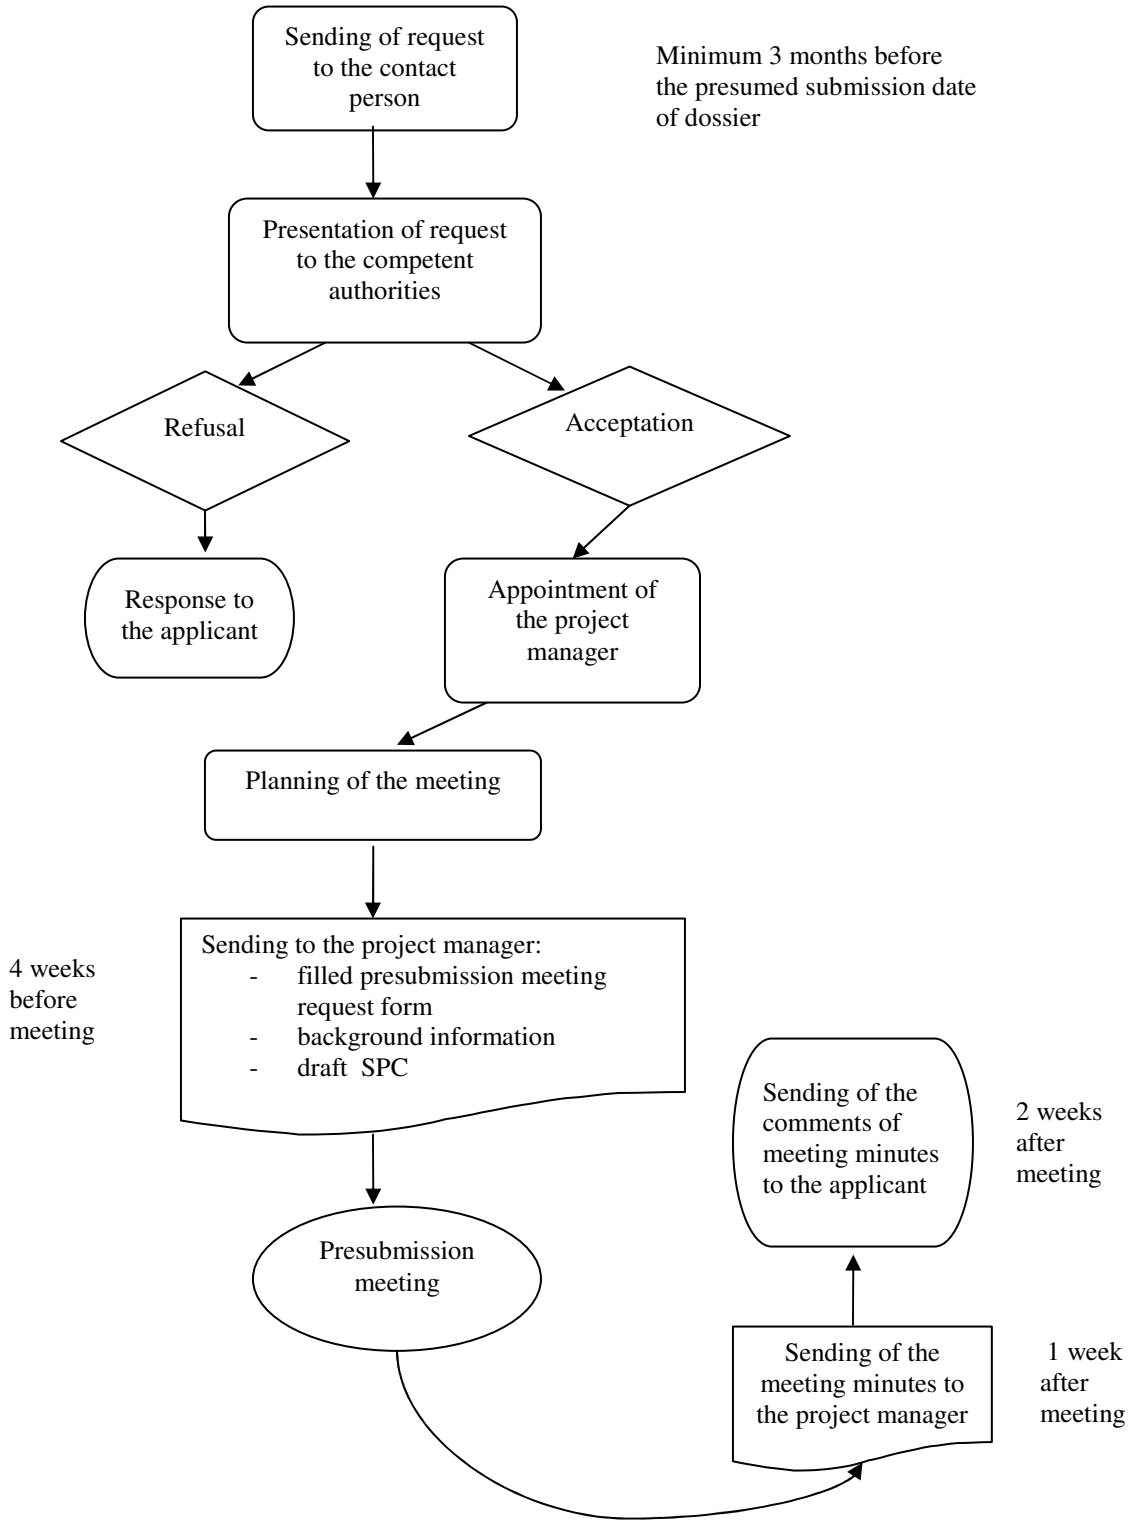 Sending of request
to the contact
person
Minimum 3 months before
the presumed submission date
of dossier
Presentation of request
to the competent
authorities
Refusal
Acceptation
Response to
the applicant
Appointment of
the project
manager
Planning of the meeting
4 weeks
before
meeting
Sending to the project manager:
- filled presubmission meeting
request form
- background information
- draft SPC
Presubmission
meeting
Sending of the
comments of
meeting minutes
to the applicant
2 weeks
after
meeting
Sending of the
meeting minutes to
the project manager
1 week
after
meeting